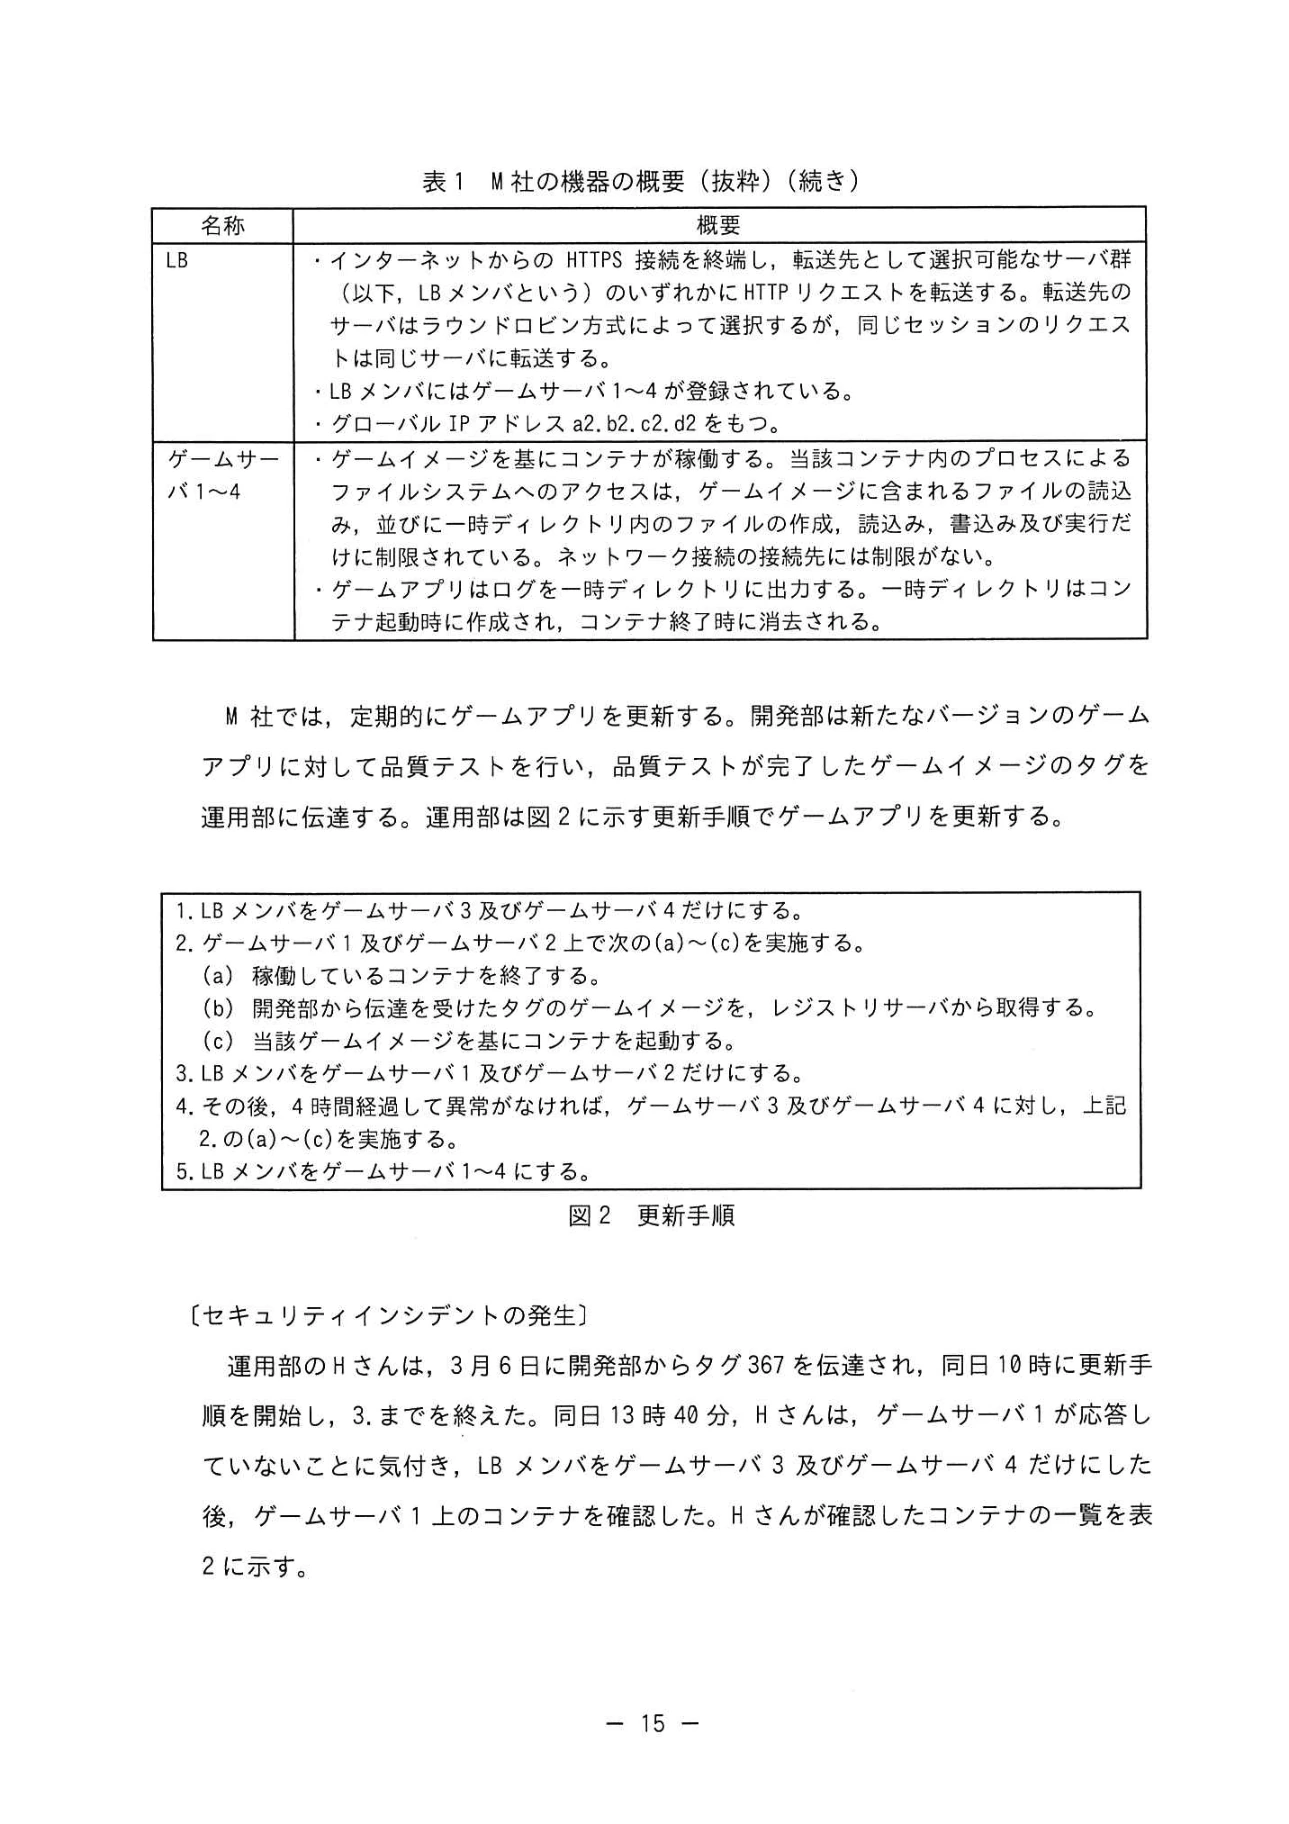 表1 M社の機器の概要（抜粋）（続き）
名称 概要
LB ・インターネットからの HTTPS 接続を終端し，転送先として選択可能なサーバ群
（以下，LB メンバという）のいずれかに HTTP リクエストを転送する。転送先の
サーバはラウンドロビン方式によって選択するが，同じセッションのリクエス
トは同じサーバに転送する。
・LB メンバにはゲームサーバ 1～4 が登録されている。
・グローバル IP アドレス a2.b2.c2.d2 をもつ。
ゲームサー ・ゲームイメージを基にコンテナが稼働する。当該コンテナ内のプロセスによる
バ 1～4 ファイルシステムへのアクセスは，ゲームイメージに含まれるファイルの読込
み，並びに一時ディレクトリ内のファイルの作成，読込み，書込み及び実行だ
けに制限されている。ネットワーク接続の接続先には制限がない。
・ゲームアプリはログを一時ディレクトリに出力する。一時ディレクトリはコン
テナ起動時に作成され，コンテナ終了時に消去される。
M 社では，定期的にゲームアプリを更新する。開発部は新たなバージョンのゲーム
アプリに対して品質テストを行い，品質テストが完了したゲームイメージのタグを
運用部に伝達する。運用部は図 2 に示す更新手順でゲームアプリを更新する。
1. LB メンバをゲームサーバ 3 及びゲームサーバ 4 だけにする。
2. ゲームサーバ 1 及びゲームサーバ 2 上で次の(a)～(c)を実施する。
(a) 稼働しているコンテナを終了する。
(b) 開発部から伝達を受けたタグのゲームイメージを，レジストリサーバから取得する。
(c) 当該ゲームイメージを基にコンテナを起動する。
3. LB メンバをゲームサーバ 1 及びゲームサーバ 2 だけにする。
4. その後，4 時間経過して異常がなければ，ゲームサーバ 3 及びゲームサーバ 4 に対し，上記
2. の(a)～(c)を実施する。
5. LB メンバをゲームサーバ 1～4 にする。
図 2 更新手順
〔セキュリティインシデントの発生〕
運用部の H さんは，3 月 6 日に開発部からタグ 367 を伝達され，同日 10 時に更新手
順を開始し，3. までを終えた。同日 13 時 40 分，H さんは，ゲームサーバ 1 が応答し
ていないことに気付き，LB メンバをゲームサーバ 3 及びゲームサーバ 4 だけにした
後，ゲームサーバ 1 上のコンテナを確認した。H さんが確認したコンテナの一覧を表
2 に示す。
－ 15 －